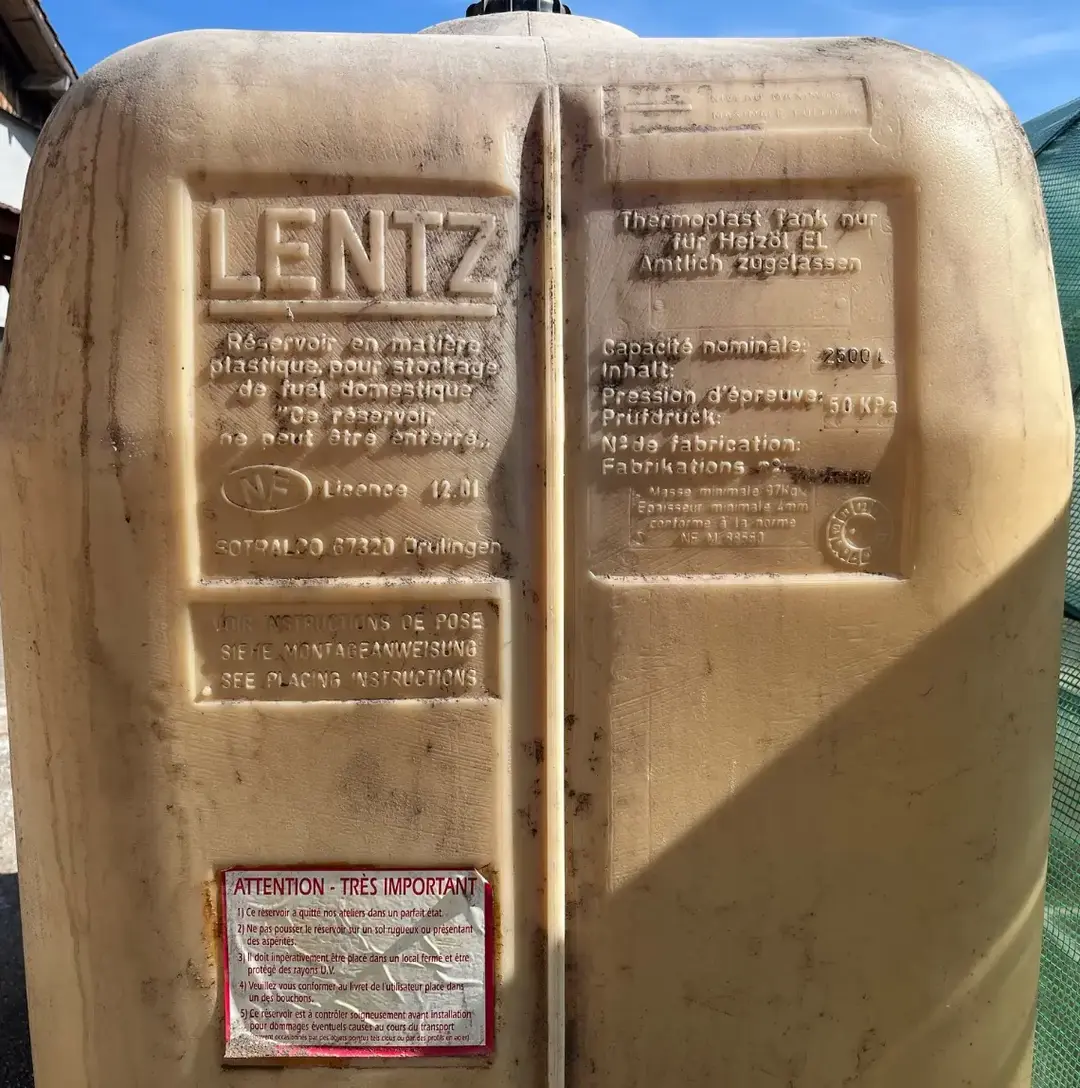 LENTZ
Réservoir en matière
plastique, pour stockage
de fuel domestique
"Ce réservoir
ne peut être enterré„
NF Licence 12.01
SOTRALCO 67320 Drulingen
VOIR INSTRUCTIONS DE POSE
SIEHE MONTAGEANWEISUNG
SEE PLACING INSTRUCTIONS
Thermoplast Tank nur
für Heizöl EL
Amtlich zugelassen
Capacité nominale: 2500 L
Inhalt:
Pression d'épreuve: 50 KPa
Prüfdruck:
Nº de fabrication:
Fabrikations nº
Masse minimale 97Kg
Epaisseur minimale 4mm
conforme à la norme
NF M
ATTENTION - TRÈS IMPORTANT
1) Ce réservoir a quitté nos ateliers dans un parfait état.
2) Ne pas pousser le réservoir sur un sol rugueux ou présentant
des aspérités.
3) Il doit impérativement être placé dans un local fermé et être
protégé des rayons U.V.
4) Veuillez vous conformer au livret de l'utilisateur placé dans
un des bouchons.
5) Ce réservoir est à contrôler soigneusement avant installation
pour dommages éventuels causés au cours du transport